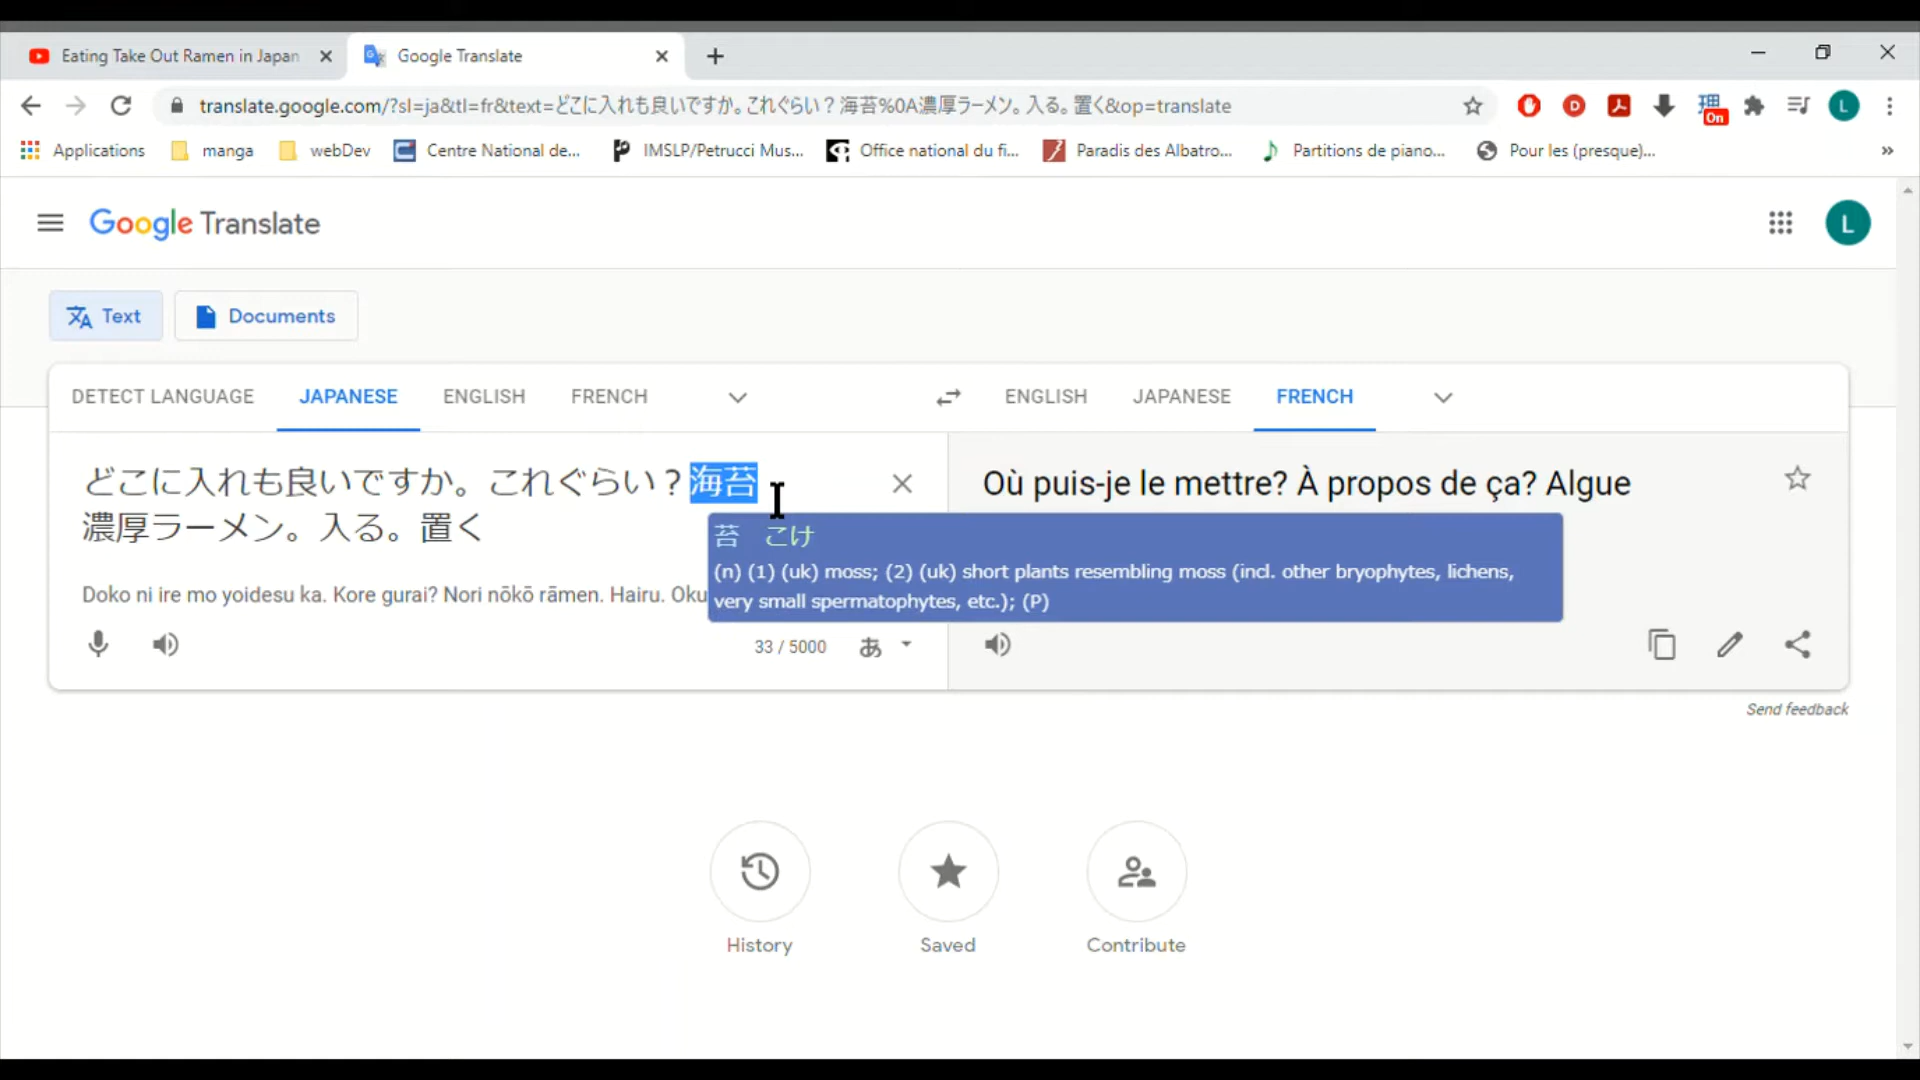 Eating Take Out Ramen in Japan
Google Translate
translate.google.com/?sl=ja&tl=fr&text=どこに入れも良いですか。これぐらい？海苔%0A濃厚ラーメン。入る。置く&op=translate
On
L
Applications
manga
webDev
Centre National de...
IMSLP/Petrucci Mus...
Office national du fi...
Paradis des Albatro...
Partitions de piano...
Pour les (presque)...
»
Google Translate
L
Text
Documents
DETECT LANGUAGE
JAPANESE
ENGLISH
FRENCH
ENGLISH
JAPANESE
FRENCH
どこに入れも良いですか。これぐらい？海苔
濃厚ラーメン。入る。置く
Doko ni ire mo yoidesu ka. Kore gurai? Nori nōkō rāmen. Hairu. Oku
33 / 5000
あ
Où puis-je le mettre? À propos de ça? Algue
苔 こけ
(n) (1) (uk) moss; (2) (uk) short plants resembling moss (incl. other bryophytes, lichens,
very small spermatophytes, etc.); (P)
Send feedback
History
Saved
Contribute